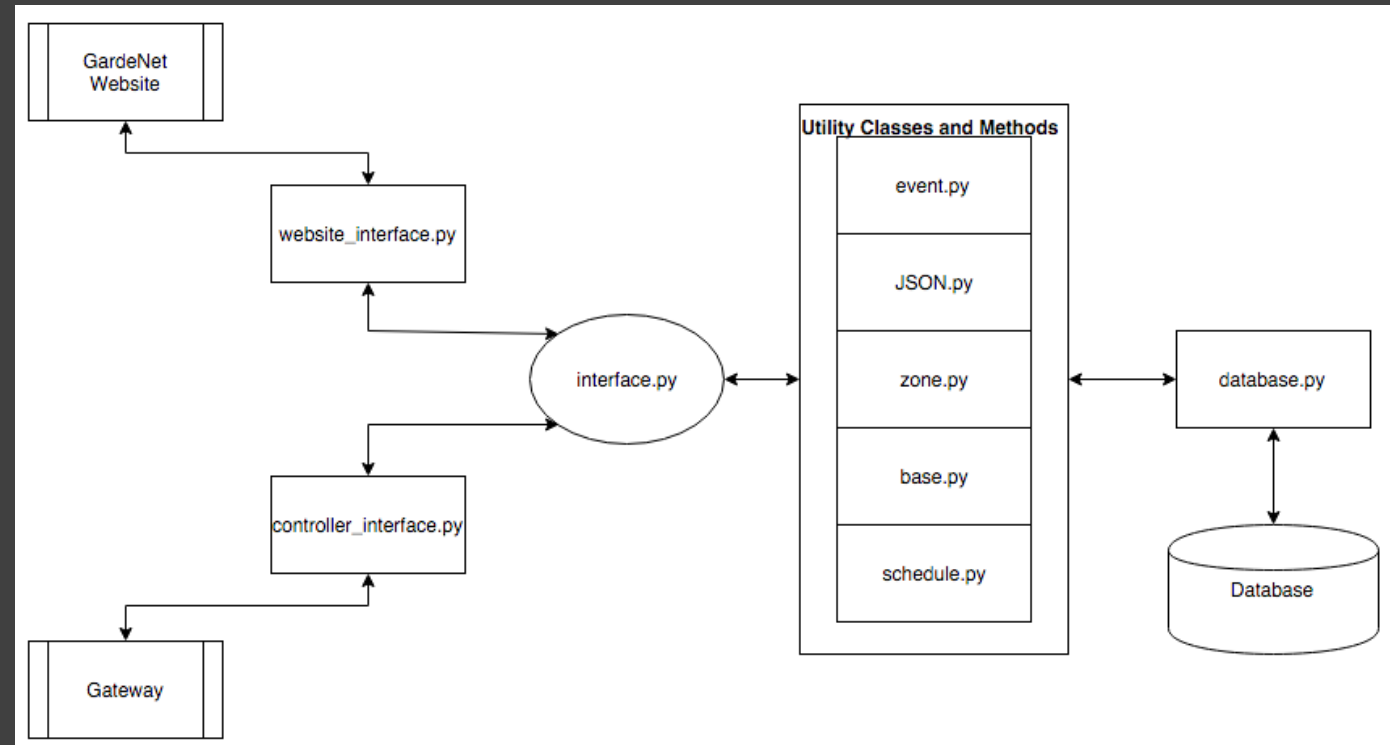 GardeNet
Website
website_interface.py
interface.py
controller_interface.py
Gateway
Utility Classes and Methods
event.py
JSON.py
zone.py
base.py
schedule.py
database.py
Database